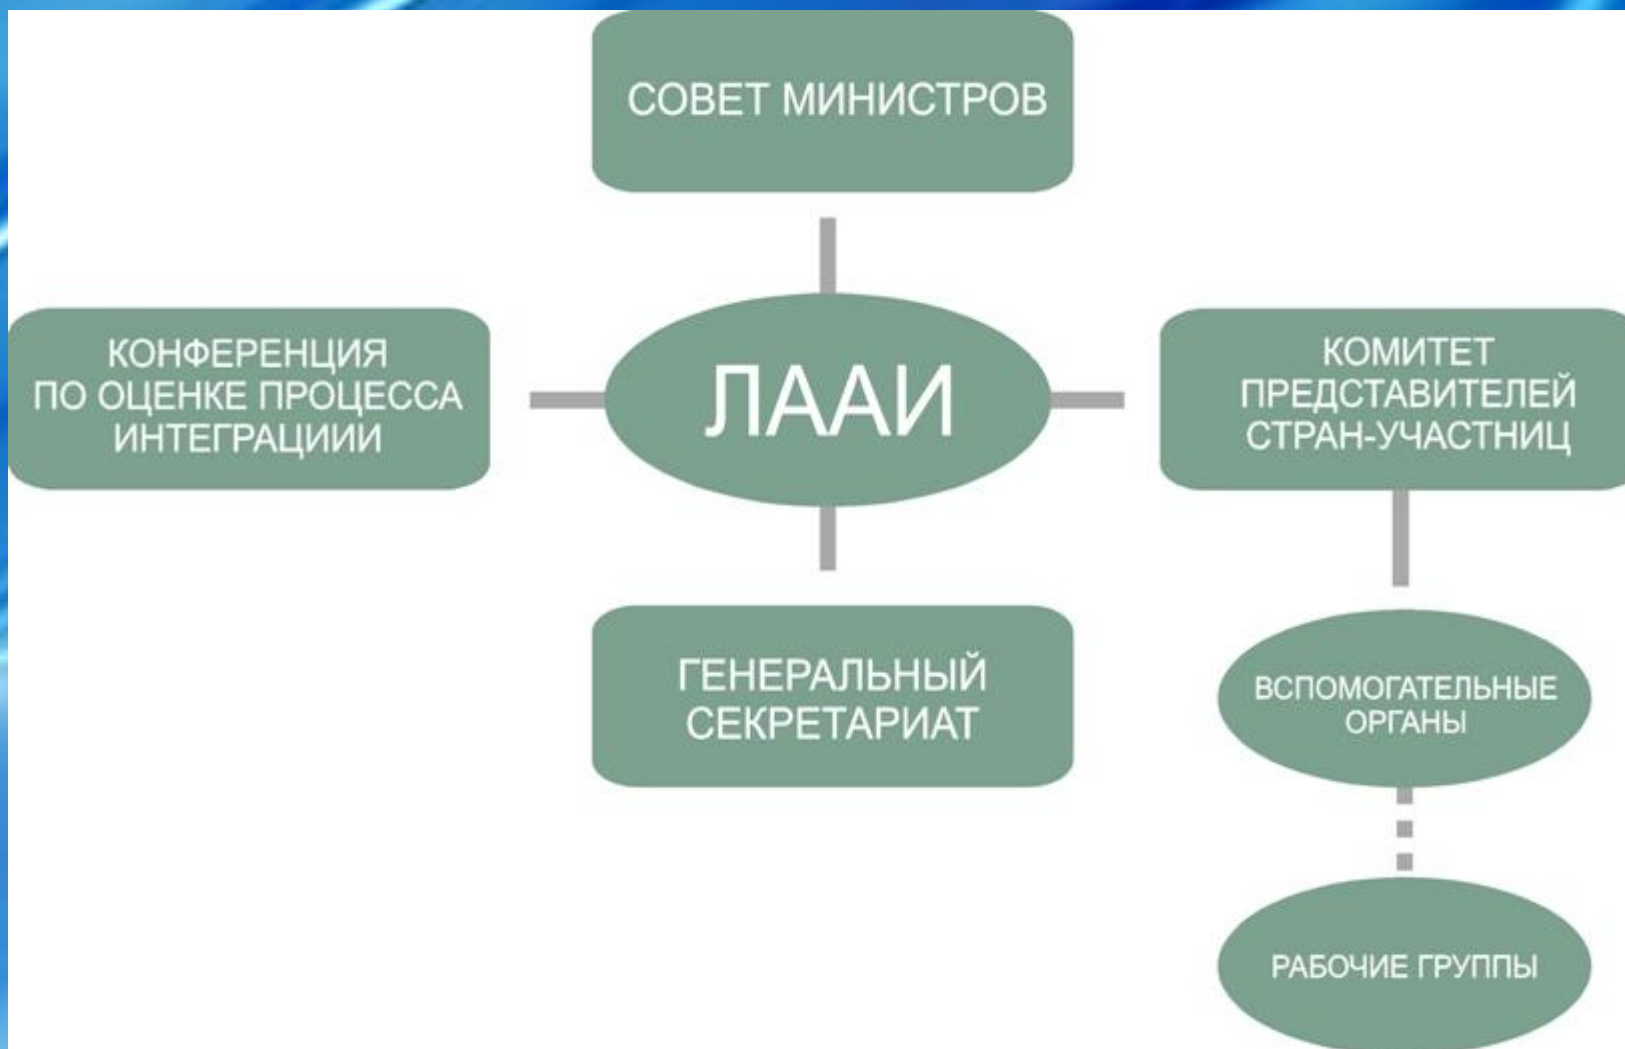 СОВЕТ МИНИСТРОВ
КОНФЕРЕНЦИЯ
ПО ОЦЕНКЕ ПРОЦЕССА
ИНТЕГРАЦИИИ
ЛААИ
КОМИТЕТ
ПРЕДСТАВИТЕЛЕЙ
СТРАН-УЧАСТНИЦ
ГЕНЕРАЛЬНЫЙ
СЕКРЕТАРИАТ
ВСПОМОГАТЕЛЬНЫЕ
ОРГАНЫ
РАБОЧИЕ ГРУППЫ